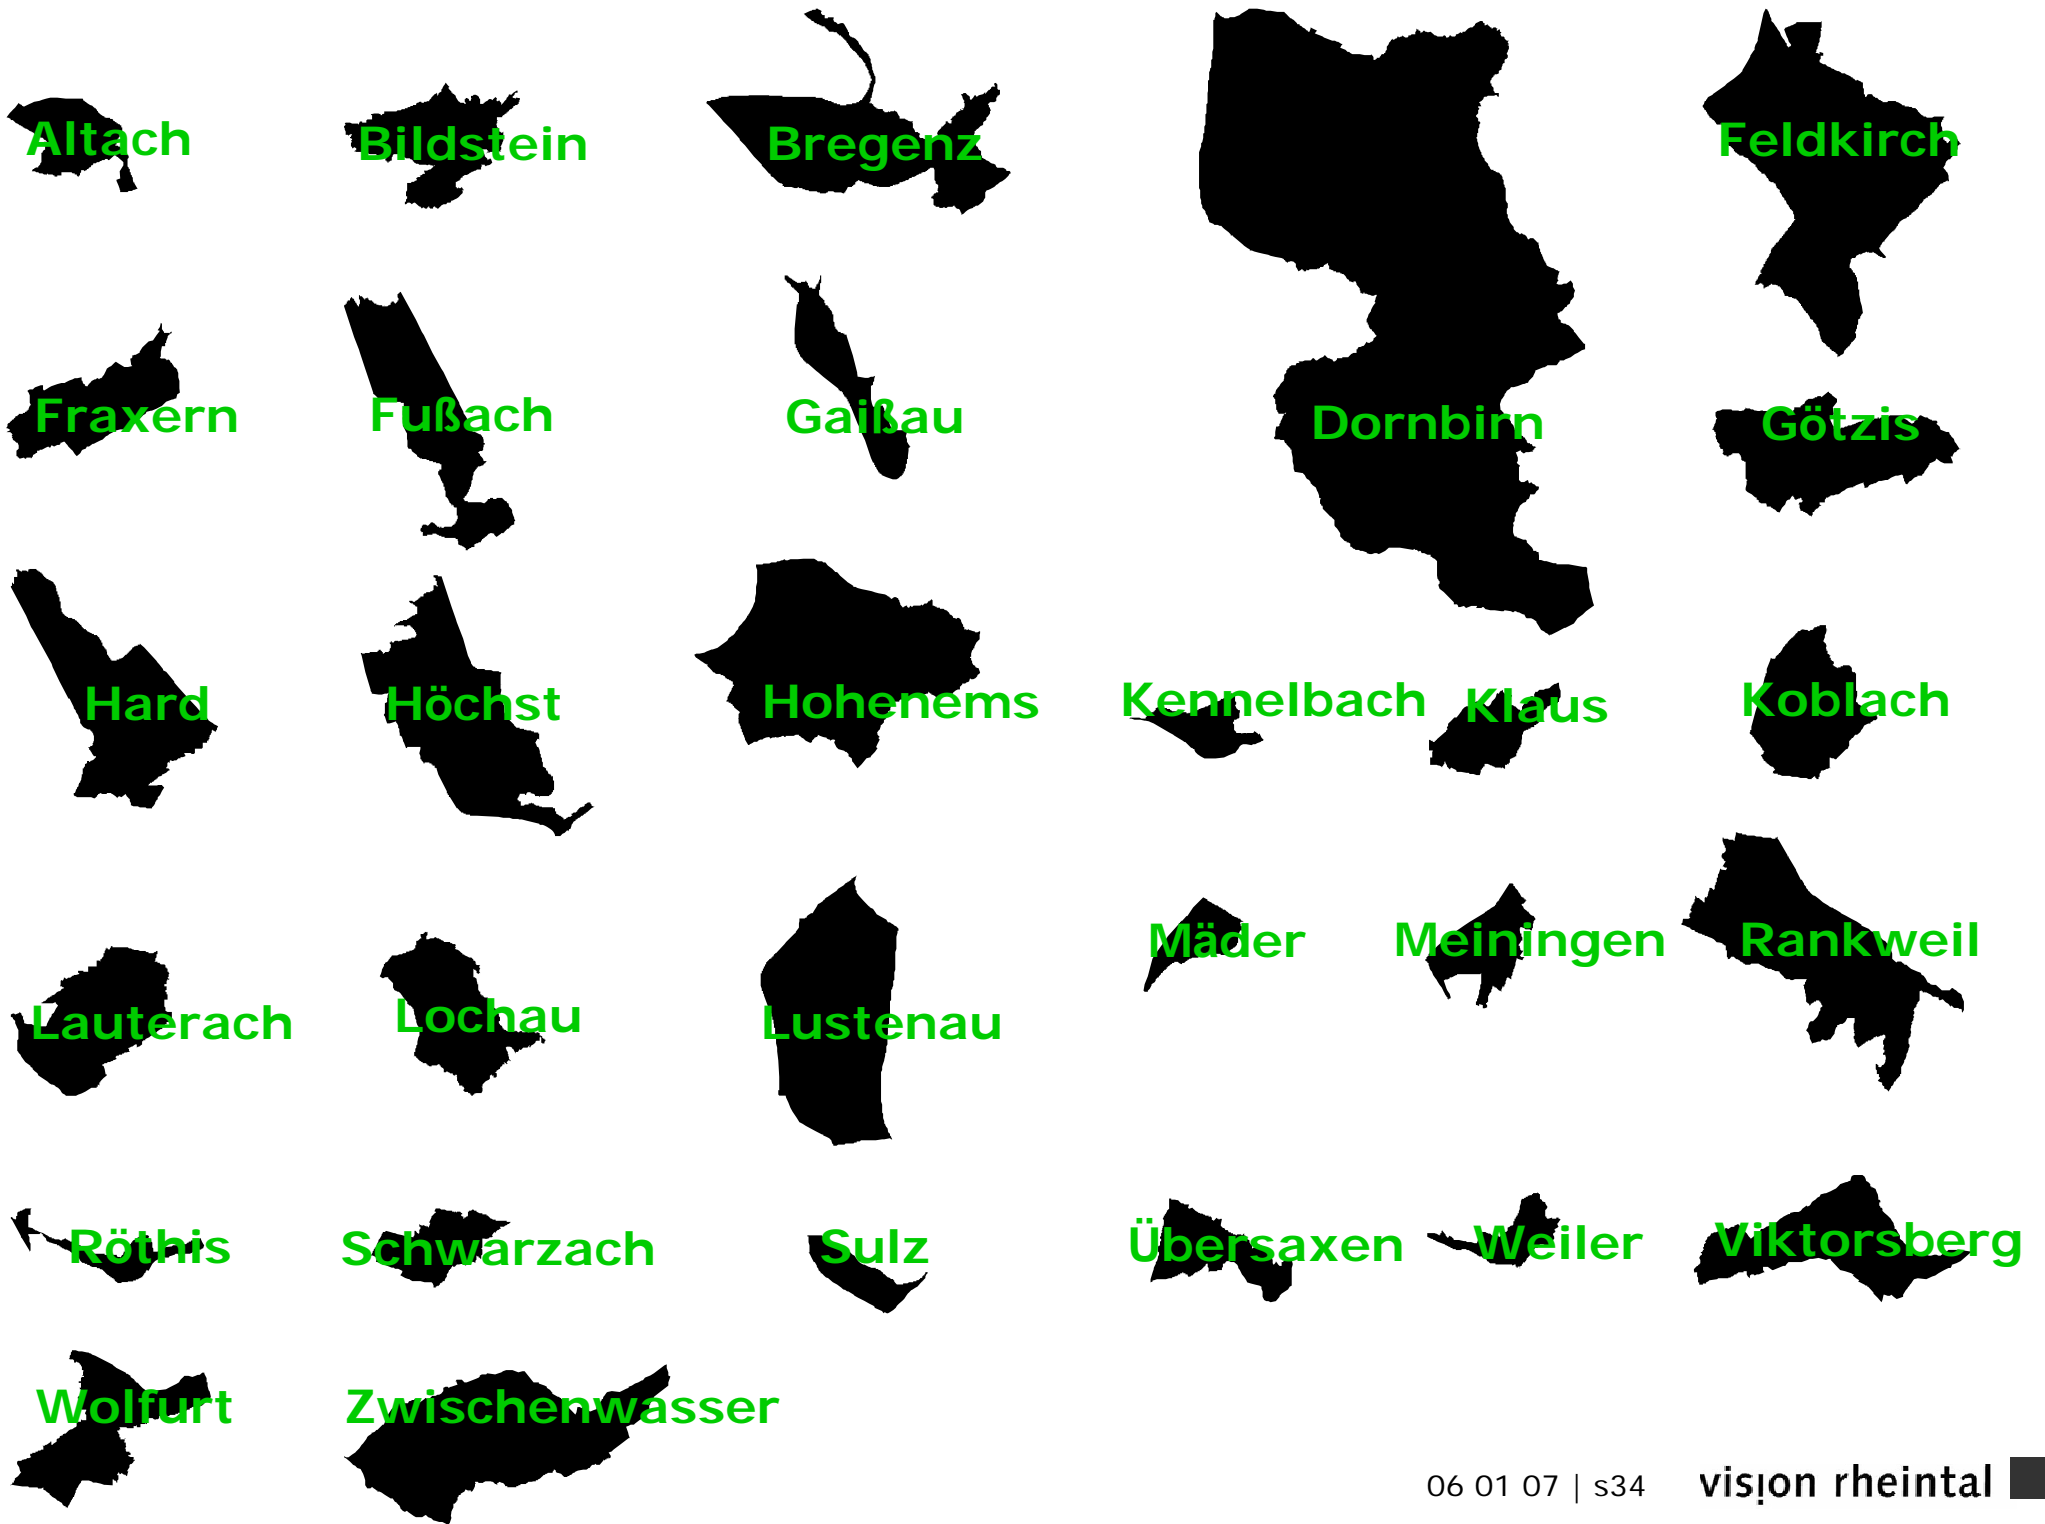 Altach
Bildstein
Bregenz
Feldkirch
Fraxern
Fußach
Gaißau
Dornbirn
Götzis
Hard
Höchst
Hohenems
Kennelbach
Klaus
Koblach
Lauterach
Lochau
Lustenau
Mäder
Meiningen
Rankweil
Röthis
Schwarzach
Sulz
Übersaxen
Weiler
Viktorsberg
Wolfurt
Zwischenwasser
06 01 07 | s34
vision rheintal